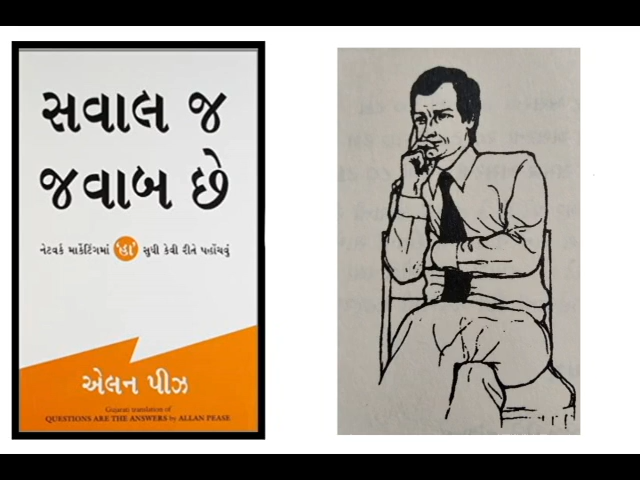 સવાલ જ
જવાબ છે
નેટવર્ક માર્કેટિંગમાં 'હા' સુધી કેવી રીતે પહોંચવું
એલન પીઝ
Gujarati translation of
QUESTIONS ARE THE ANSWERS by ALLAN PEASE